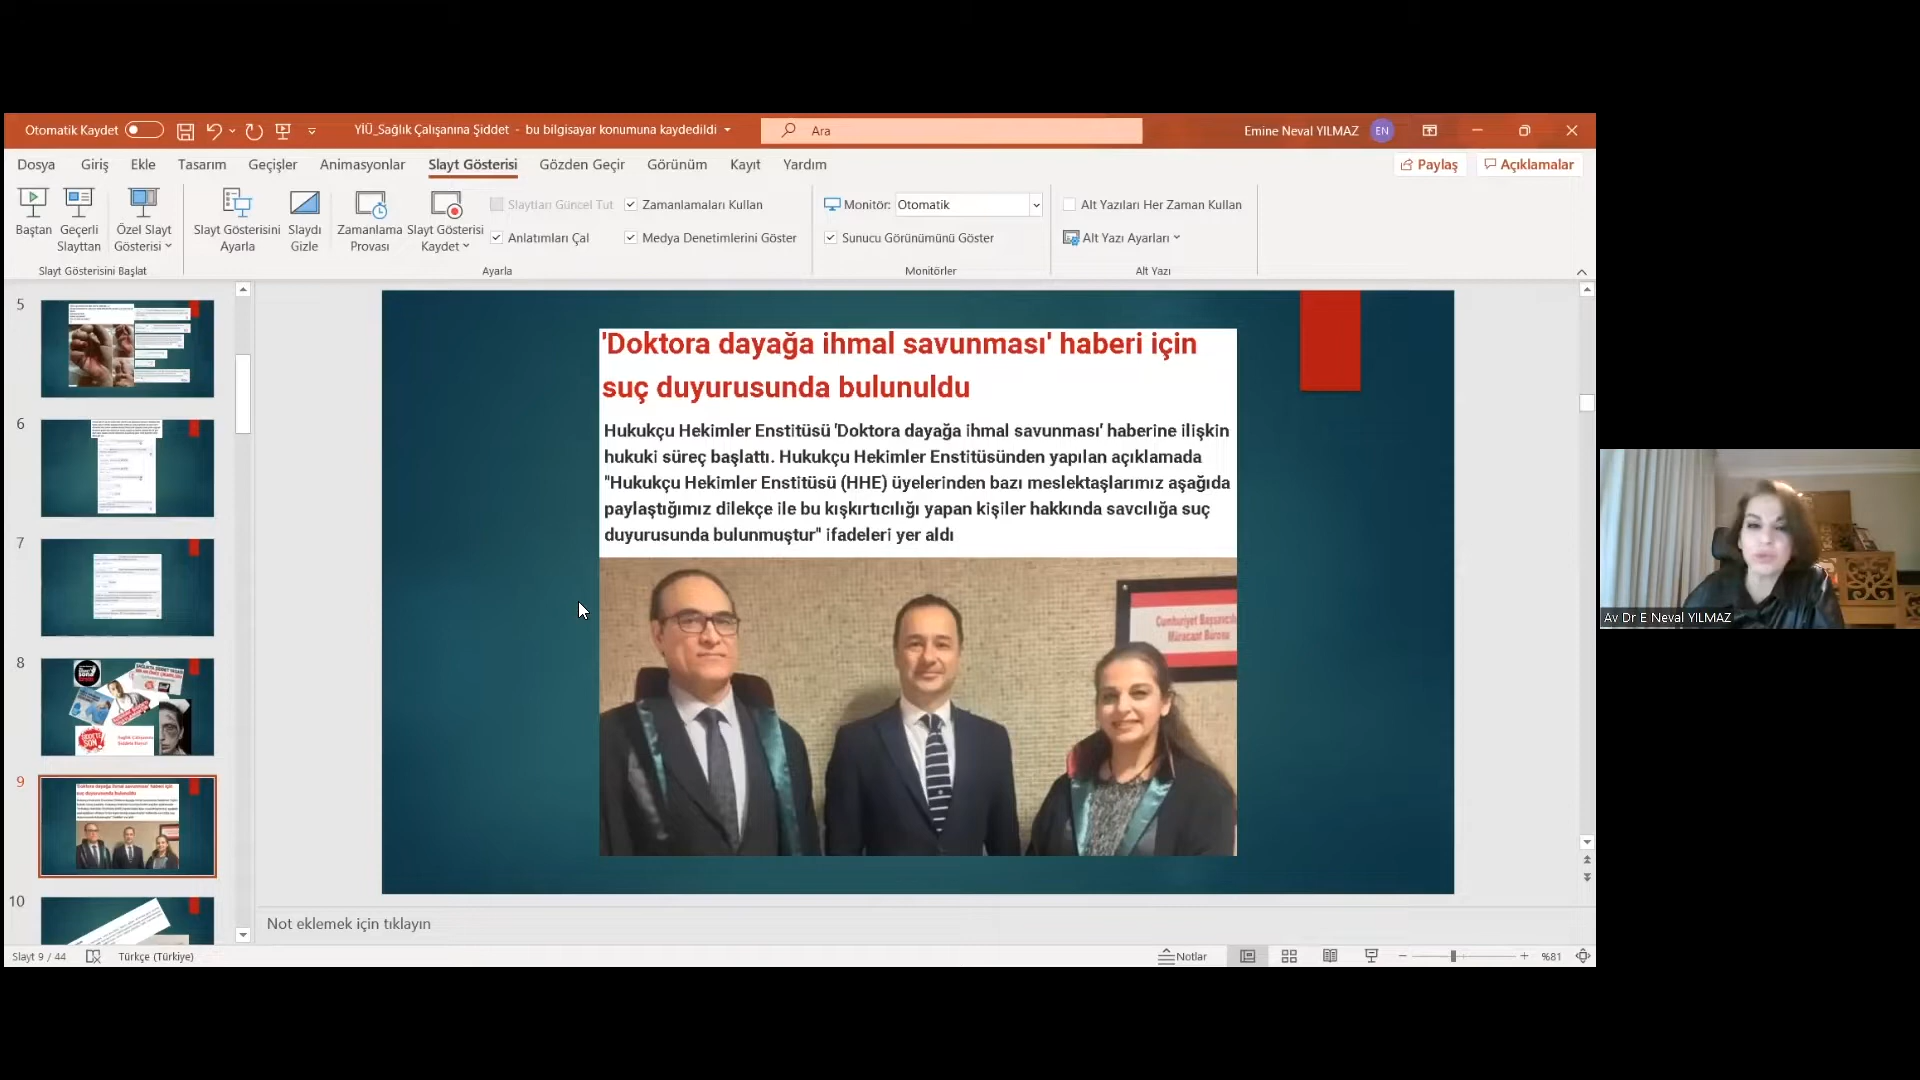 Otomatik Kaydet
YİÜ_Sağlık Çalışanına Şiddet - bu bilgisayar konumuna kaydedildi
Ara
Emine Neval YILMAZ
EN
Dosya Giriş Ekle Tasarım Geçişler Animasyonlar Slayt Gösterisi Gözden Geçir Görünüm Kayıt Yardım
Paylaş
Açıklamalar
Baştan
Geçerli
Slayttan
Özel Slayt
Gösterisi
Slayt Gösterisini Başlat
Slayt Gösterisini
Ayarla
Slaydı
Gizle
Zamanlama
Provası
Slayt Gösterisi
Kaydet
Slaytları Güncel Tut
Anlatımları Çal
Zamanlamaları Kullan
Medya Denetimlerini Göster
Ayarla
Monitör: Otomatik
Sunucu Görünümünü Göster
Monitörler
Alt Yazıları Her Zaman Kullan
Alt Yazı Ayarları
Alt Yazı
5
6
7
8
9
10
'Doktora dayağa ihmal savunması' haberi için
suç duyurusunda bulunuldu
Hukukçu Hekimler Enstitüsü 'Doktora dayağa ihmal savunması' haberine ilişkin
hukuki süreç başlattı. Hukukçu Hekimler Enstitüsünden yapılan açıklamada
"Hukukçu Hekimler Enstitüsü (HHE) üyelerinden bazı meslektaşlarımız aşağıda
paylaştığımız dilekçe ile bu kışkırtıcılığı yapan kişiler hakkında savcılığa suç
duyurusunda bulunmuştur" ifadeleri yer aldı
Cumhuriyet Başsavcılı
Müracaat Bürosu
Av Dr E Neval YILMAZ
Not eklemek için tıklayın
Slayt 9 / 44
Türkçe (Türkiye)
Notlar
%81